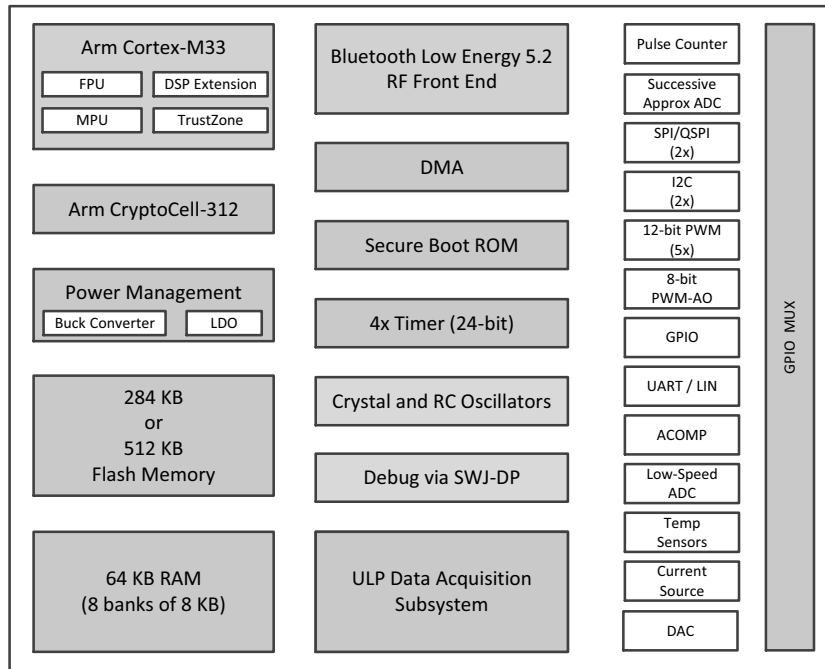 Arm Cortex-M33
FPU
DSP Extension
MPU
TrustZone
Arm CryptoCell-312
Power Management
Buck Converter
LDO
284 KB
or
512 KB
Flash Memory
64 KB RAM
(8 banks of 8 KB)
Bluetooth Low Energy 5.2
RF Front End
DMA
Secure Boot ROM
4x Timer (24-bit)
Crystal and RC Oscillators
Debug via SWJ-DP
ULP Data Acquisition
Subsystem
Pulse Counter
Successive
Approx ADC
SPI/QSPI
(2x)
I2C
(2x)
12-bit PWM
(5x)
8-bit
PWM-AO
GPIO
UART / LIN
ACOMP
Low-Speed
ADC
Temp
Sensors
Current
Source
DAC
GPIO MUX